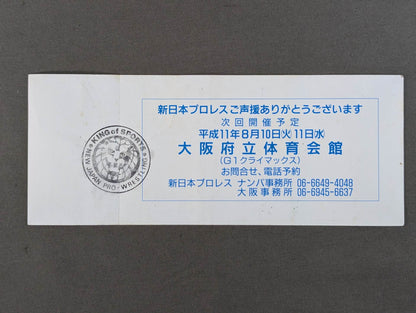 KING of SPORTS
NEW JAPAN PRO-WRESTLING
新日本プロレスご声援ありがとうございます
次回開催予定
平成11年8月10日㊋11日㊌
大阪府立体育会館
(G1クライマックス)
お問合せ、電話予約
新日本プロレス ナンバ事務所 06-6649-4048
大阪事務所 06-6945-6637